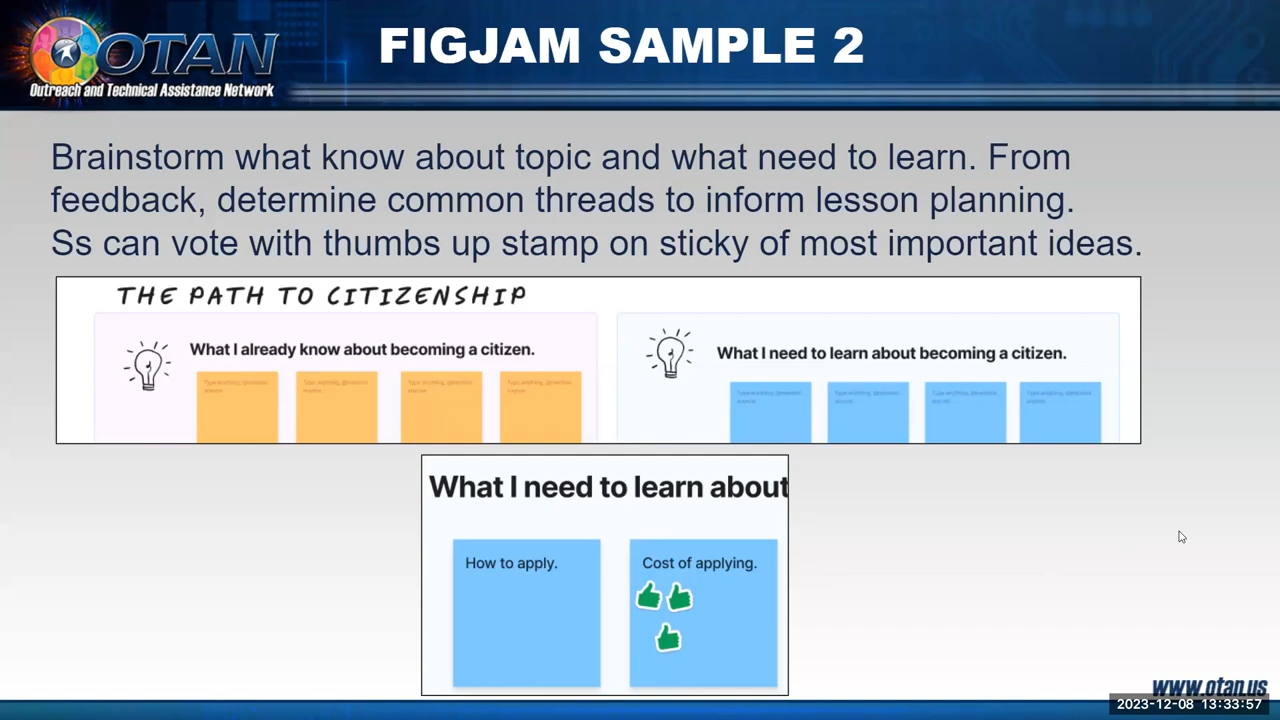 OTAN
Outreach and Technical Assistance Network
FIGJAM SAMPLE 2
Brainstorm what know about topic and what need to learn. From
feedback, determine common threads to inform lesson planning.
Ss can vote with thumbs up stamp on sticky of most important ideas.
THE PATH TO CITIZENSHIP
What I already know about becoming a citizen.
What I need to learn about becoming a citizen.
What I need to learn about
How to apply.
Cost of applying.
www.otan.us
2023-12-08 13:33:57